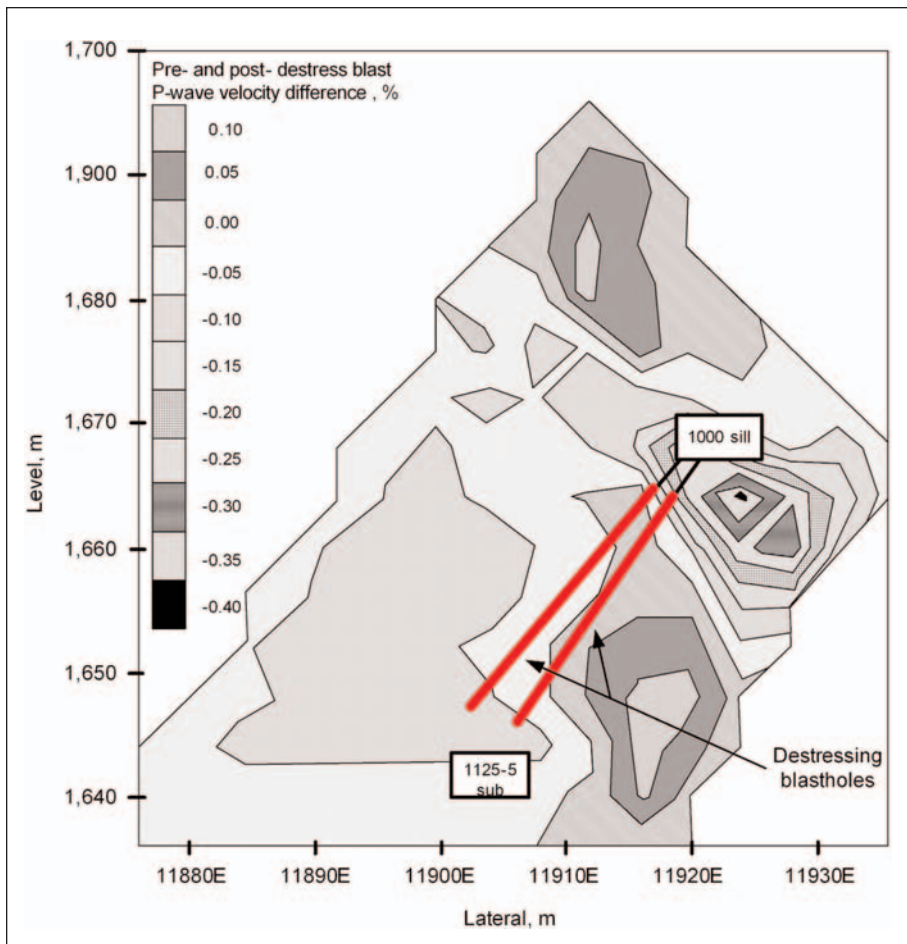 Pre- and post- destress blast
P-wave velocity difference , %
0.10
0.05
0.00
-0.05
-0.10
-0.15
-0.20
-0.25
-0.30
-0.35
-0.40
1,700
1,900
1,680
1,670
1,660
1,650
1,640
Level, m
1000 sill
1125-5
sub
Destressing
blastholes
11880E
11890E
11900E
11910E
11920E
11930E
Lateral, m